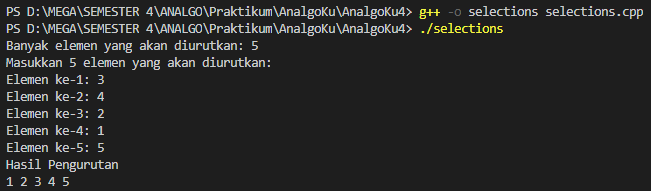 PS D:\MEGA\SEMESTER 4\ANALGO\Praktikum\AnalgoKu\AnalgoKu4> g++ -o selections selections.cpp
PS D:\MEGA\SEMESTER 4\ANALGO\Praktikum\AnalgoKu\AnalgoKu4> ./selections
Banyak elemen yang akan diurutkan: 5
Masukkan 5 elemen yang akan diurutkan:
Elemen ke-1: 3
Elemen ke-2: 4
Elemen ke-3: 2
Elemen ke-4: 1
Elemen ke-5: 5
Hasil Pengurutan
1 2 3 4 5